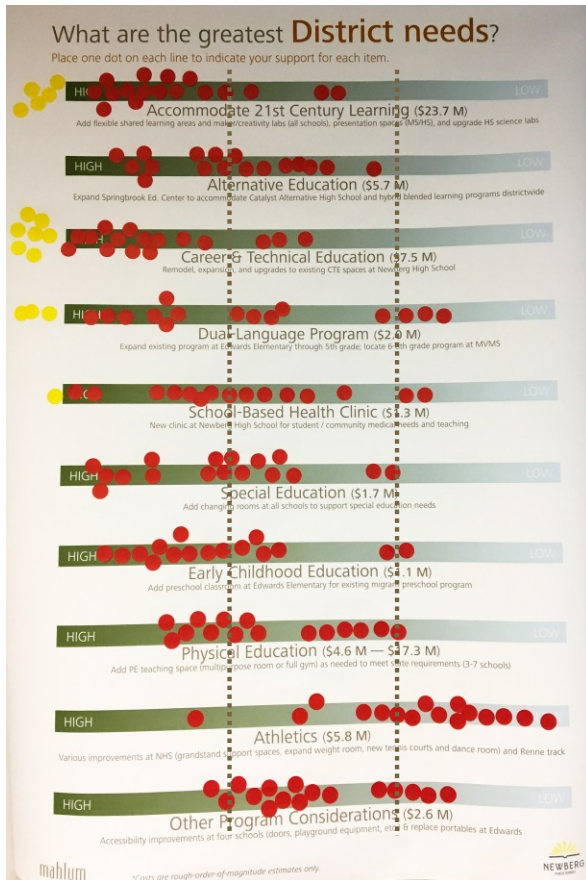 What are the greatest District needs?
Place one dot on each line to indicate your support for each item.
LOW
Accommodate 21st Century Learning ($23.7 M)
Add flexible shared learning areas and maker/creativity labs (all schools), presentation spaces (MS/HS), and upgrade HS science labs
HIGH LOW
Alternative Education ($5.7 M)
Expand Springbrook Ed. Center to accommodate Catalyst Alternative High School and hybrid blended learning programs districtwide
LOW
Career & Technical Education ($7.5 M)
Remodel, expansion, and upgrades to existing CTE spaces at Newberg High School
LOW
Dual-Language Program ($2.0 M)
Expand existing program at Edwards Elementary through 5th grade; locate 6-8th grade program at MVMS
LOW
School-Based Health Clinic ($1.3 M)
New clinic at Newberg High School for student / community medical needs and teaching
HIGH LOW
Special Education ($1.7 M)
Add changing rooms at all schools to support special education needs
HIGH LOW
Early Childhood Education ($1.1 M)
Add preschool classroom at Edwards Elementary for existing migrant preschool program
HIGH LOW
Physical Education ($4.6 M — $17.3 M)
Add PE teaching space (multipurpose room or full gym) as needed to meet state requirements (3-7 schools)
HIGH
Athletics ($5.8 M)
Various improvements at NHS (grandstand support spaces, expand weight room, new tennis courts and dance room) and Renne track
HIGH LOW
Other Program Considerations ($2.6 M)
Accessibility improvements at four schools (doors, playground equipment, etc.) & replace portables at Edwards
mahlum
*Costs are rough-order-of-magnitude estimates only
NEWBERG